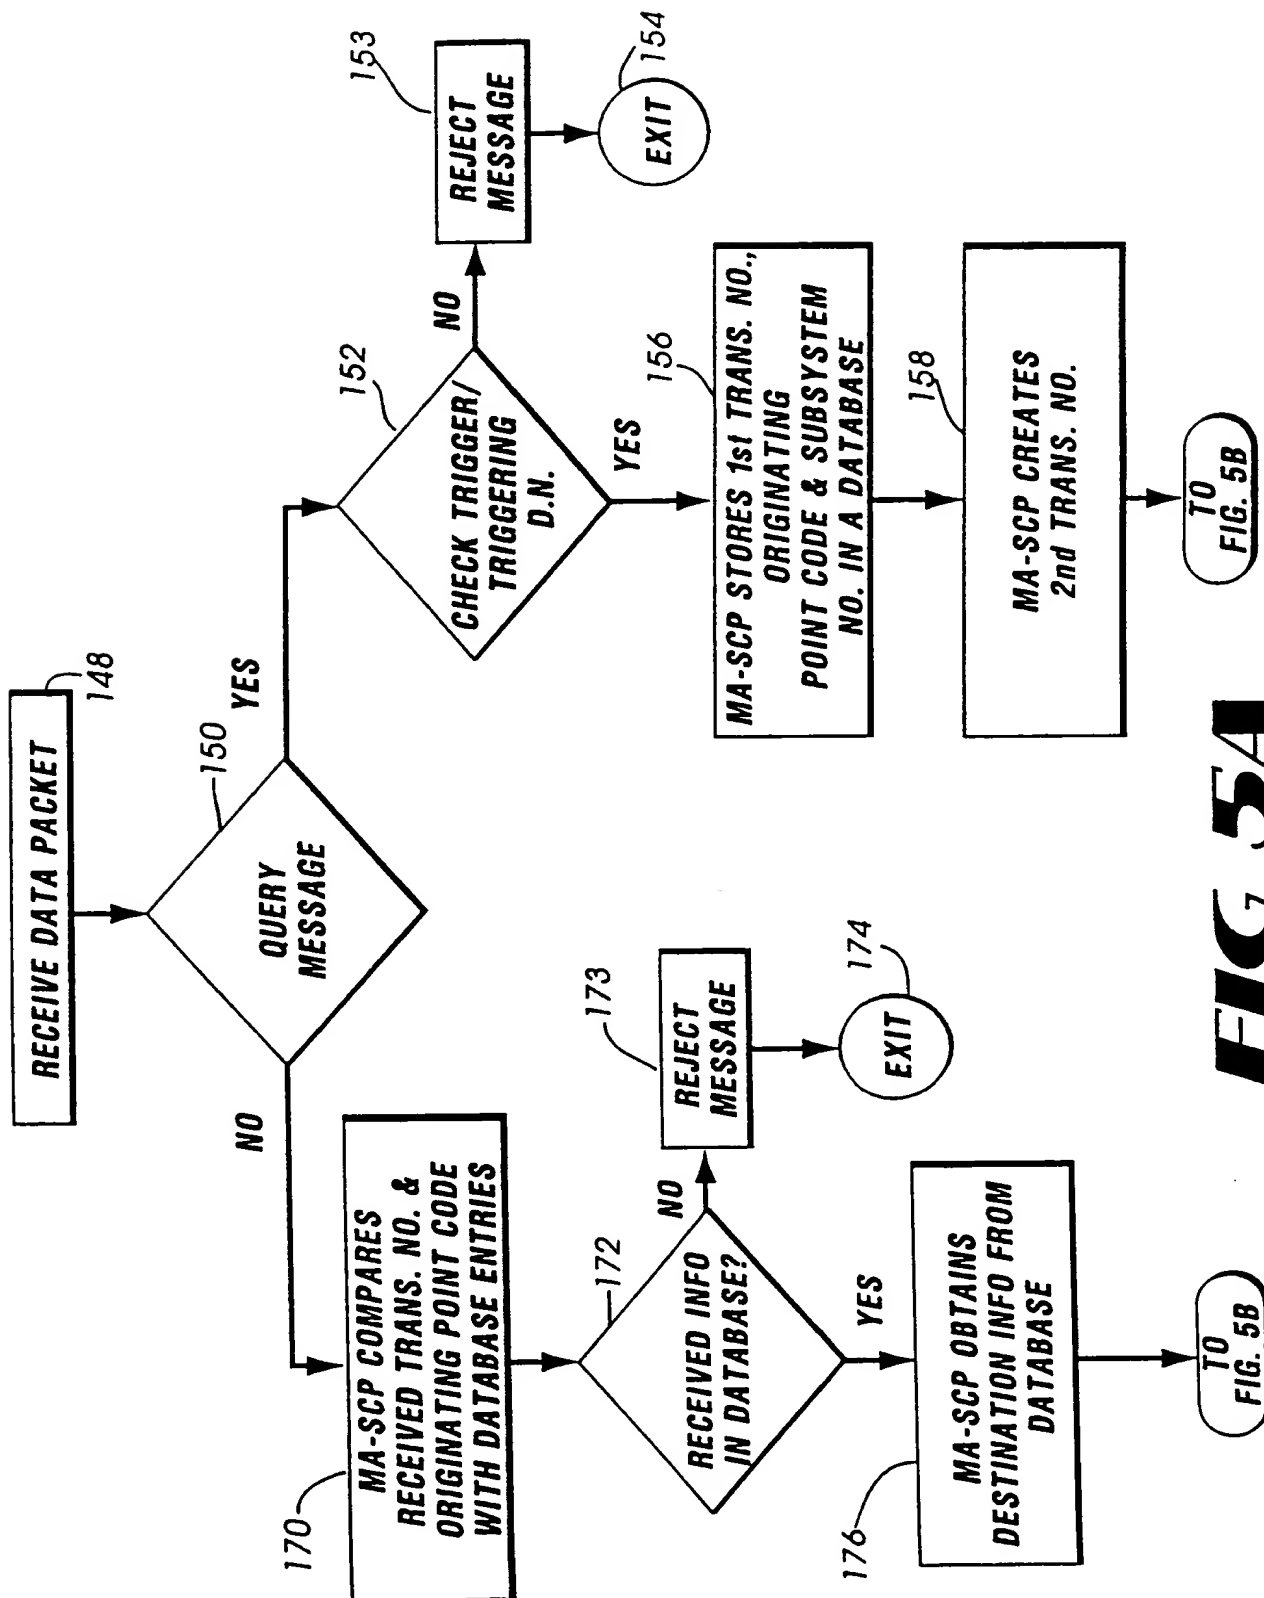 RECEIVE DATA PACKET
148
QUERY
MESSAGE
150
NO
YES
MA-SCP COMPARES
RECEIVED TRANS. NO. &
ORIGINATING POINT CODE
WITH DATABASE ENTRIES
170
RECEIVED INFO
IN DATABASE?
172
NO
REJECT
MESSAGE
173
EXIT
174
YES
MA-SCP OBTAINS
DESTINATION INFO FROM
DATABASE
176
TO
FIG. 5B
CHECK TRIGGER/
TRIGGERING
D.N.
152
NO
REJECT
MESSAGE
153
EXIT
154
YES
MA-SCP STORES 1st TRANS. NO.,
ORIGINATING
POINT CODE & SUBSYSTEM
NO. IN A DATABASE
156
MA-SCP CREATES
2nd TRANS. NO.
158
TO
FIG. 5B
FIG. 5A